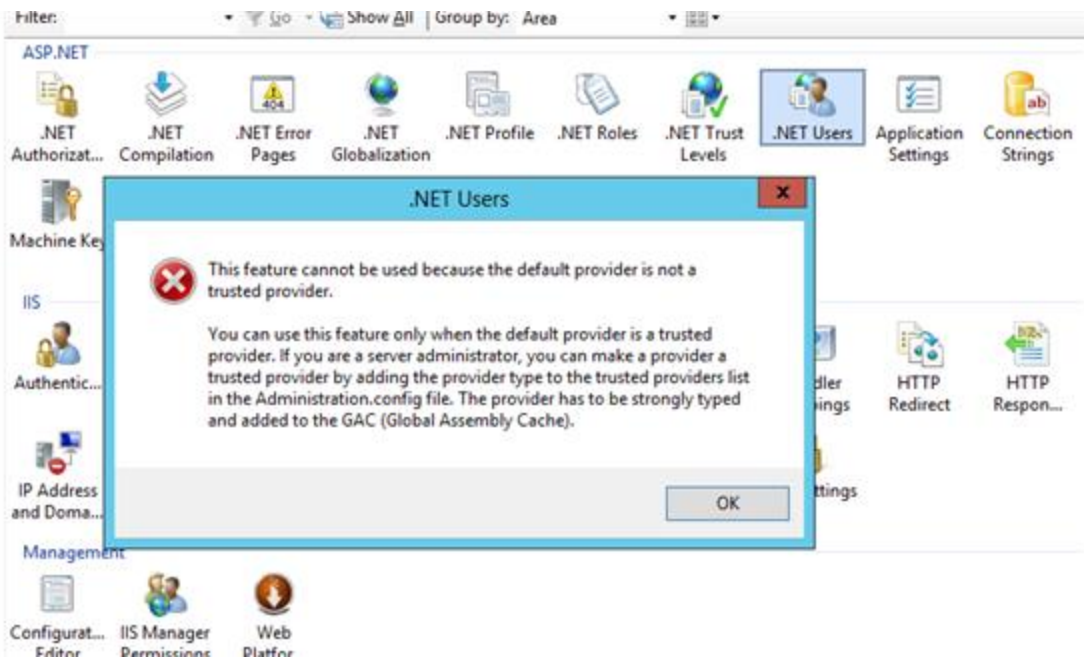 Filter: Go Show All Group by: Area
ASP.NET
404
ab
.NET .NET .NET Error .NET .NET Profile .NET Roles .NET Trust .NET Users Application Connection
Authorizat... Compilation Pages Globalization Levels Settings Strings
.NET Users
x
Machine Key
This feature cannot be used because the default provider is not a
trusted provider.
IIS
You can use this feature only when the default provider is a trusted
provider. If you are a server administrator, you can make a provider a
trusted provider by adding the provider type to the trusted providers list
in the Administration.config file. The provider has to be strongly typed
and added to the GAC (Global Assembly Cache).
Authentic... dler HTTP HTTP
ings Redirect Respon...
IP Address ttings
and Doma...
OK
Management
Configurat... IIS Manager Web
Editor Permissions Platfor...